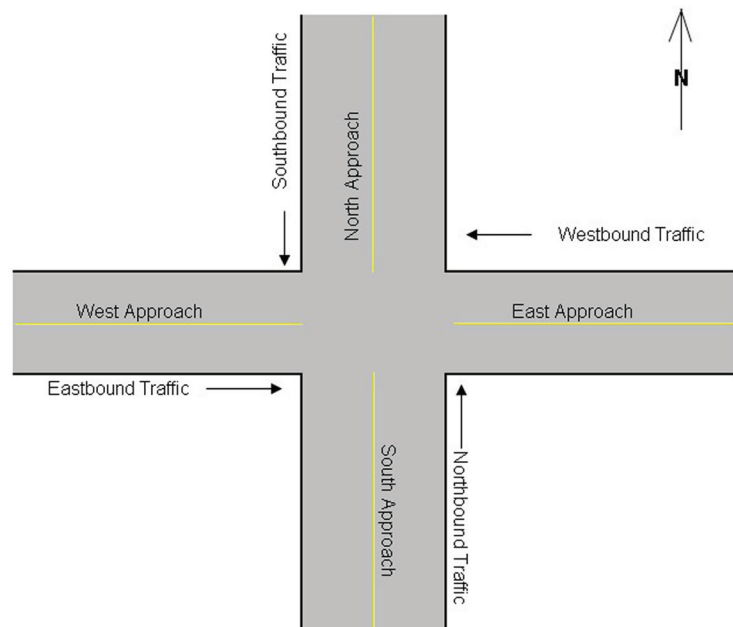 Southbound Traffic
North Approach
N
Westbound Traffic
West Approach
East Approach
Eastbound Traffic
South Approach
Northbound Traffic